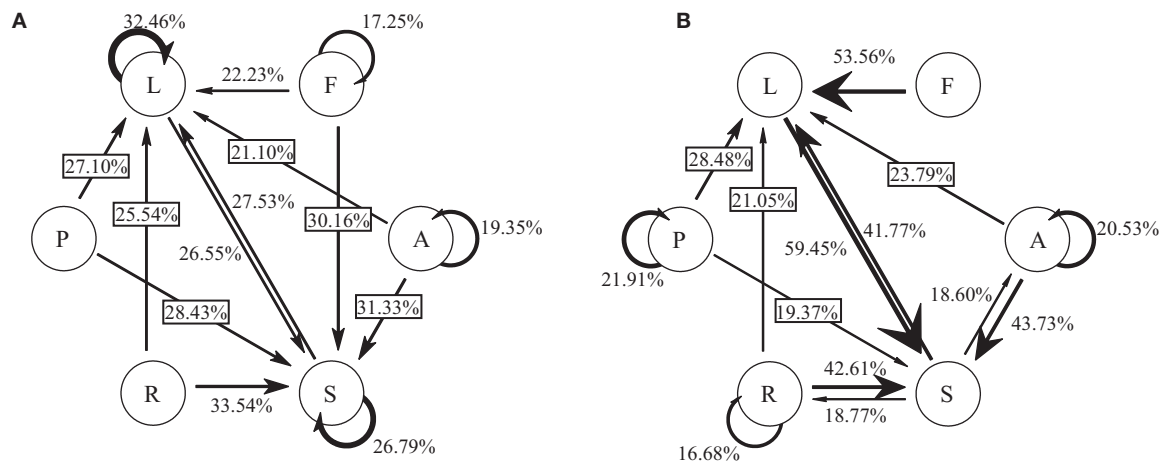 A
32.46%
17.25%
L
22.23%
F
21.10%
27.10%
25.54%
27.53%
30.16%
19.35%
P
A
26.55%
28.43%
31.33%
R
S
33.54%
26.79%
B
53.56%
L
F
28.48%
23.79%
21.05%
P
A
20.53%
41.77%
59.45%
21.91%
18.60%
19.37%
43.73%
42.61%
R
S
18.77%
16.68%